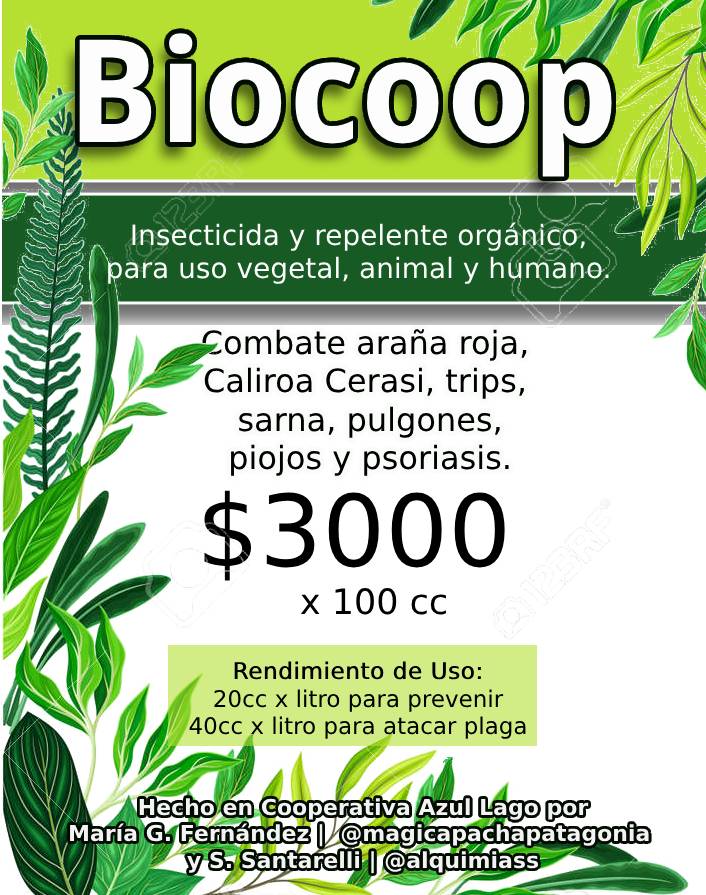 Biocoop
Insecticida y repelente orgánico,
para uso vegetal, animal y humano.
Combate araña roja,
Caliroa Cerasi, trips,
sarna, pulgones,
piojos y psoriasis.
$3000
x 100 cc
Rendimiento de Uso:
20cc x litro para prevenir
40cc x litro para atacar plaga
Hecho en Cooperativa Azul Lago por
María G. Fernández | @magicapachapatagonia
y S. Santarelli | @alquimiass
123RF